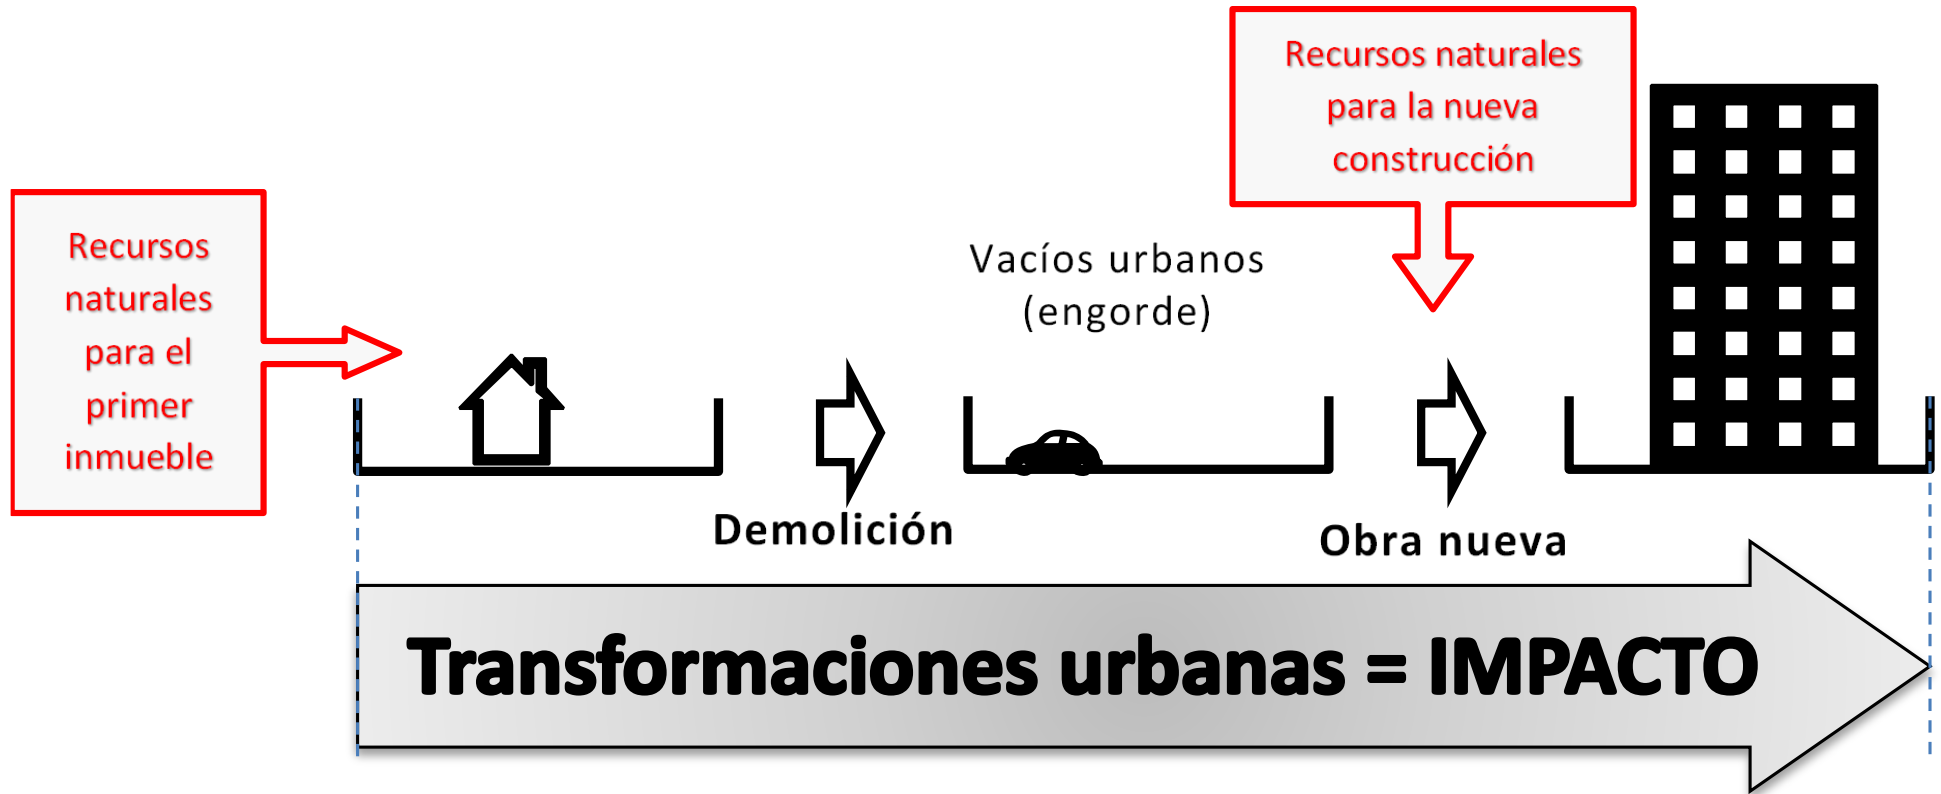 Recursos naturales
para la nueva
construcción
Recursos
naturales
para el
primer
inmueble
Vacíos urbanos
(engorde)
Demolición
Obra nueva
Transformaciones urbanas = IMPACTO